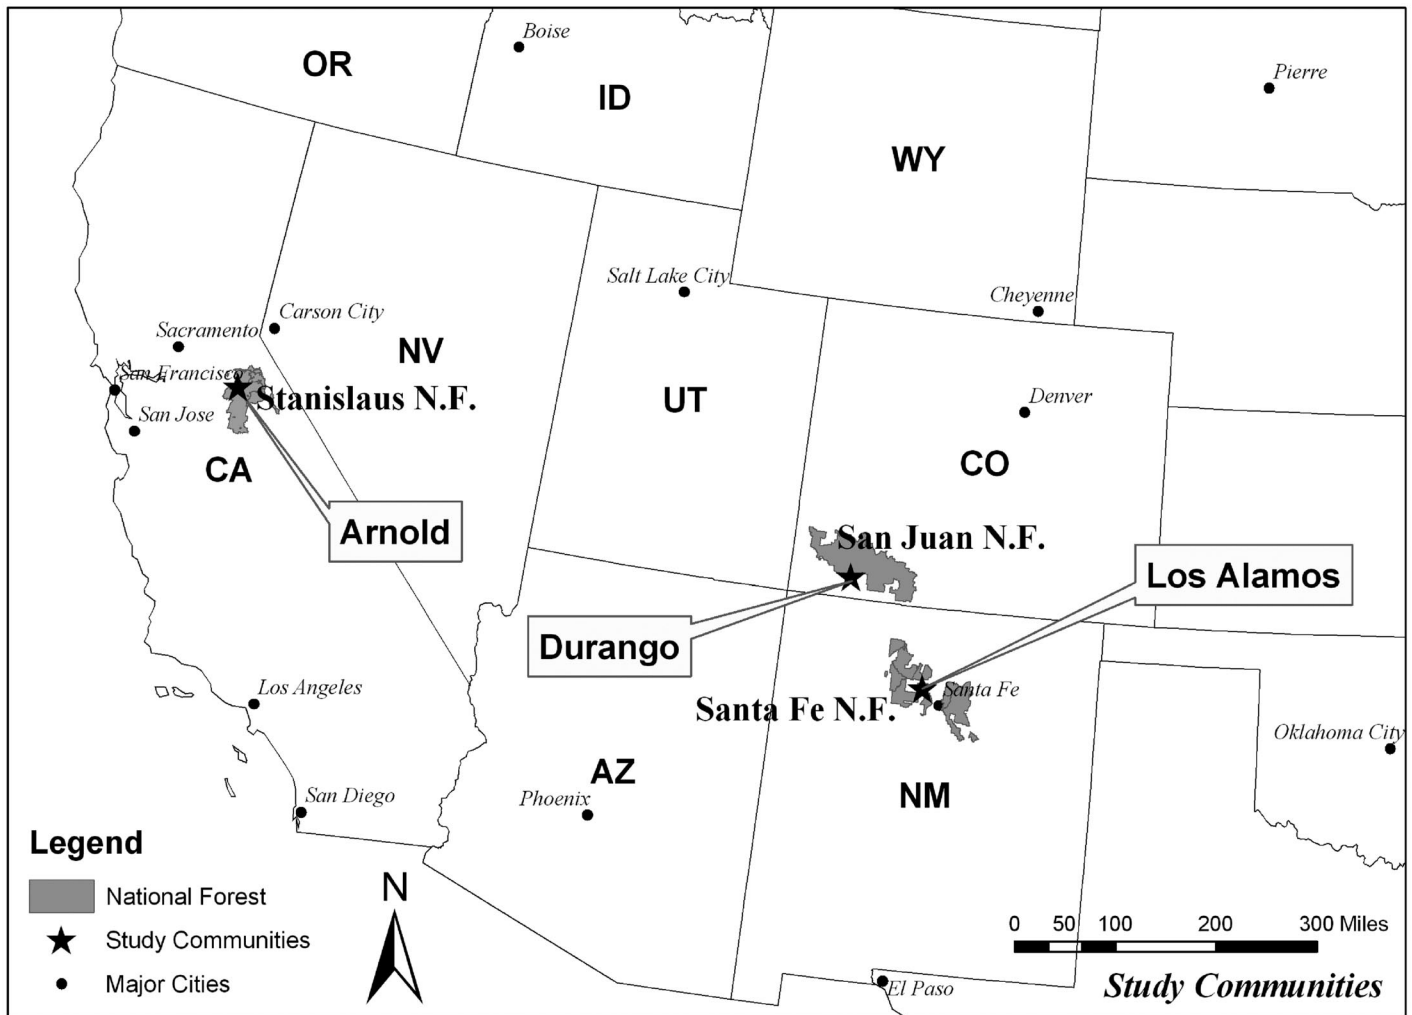 Boise
OR
ID
Pierre
WY
Salt Lake City
Cheyenne
Carson City
Sacramento
NV
San Francisco
Stanislaus N.F.
UT
Denver
San Jose
CA
CO
Arnold
San Juan N.F.
Los Alamos
Durango
Los Angeles
Santa Fe
Santa Fe N.F.
Oklahoma City
AZ
NM
San Diego
Phoenix
Legend
National Forest
Study Communities
Major Cities
N
0 50 100 200 300 Miles
El Paso
Study Communities